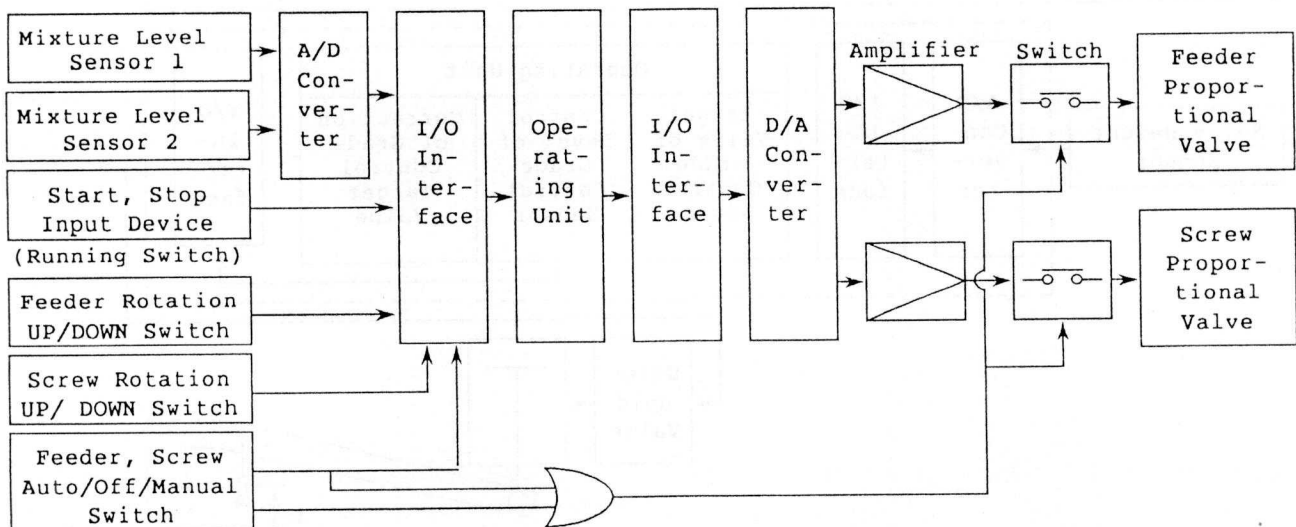 Mixture Level
Sensor 1
Mixture Level
Sensor 2
Start, Stop
Input Device
(Running Switch)
Feeder Rotation
UP/DOWN Switch
Screw Rotation
UP/ DOWN Switch
Feeder, Screw
Auto/Off/Manual
Switch
A/D
Con-
ver-
ter
I/O
In-
ter-
face
Ope-
rat-
ing
Unit
I/O
In-
ter-
face
D/A
Con-
ver-
ter
Amplifier
Switch
Feeder
Propor-
tional
Valve
Screw
Propor-
tional
Valve